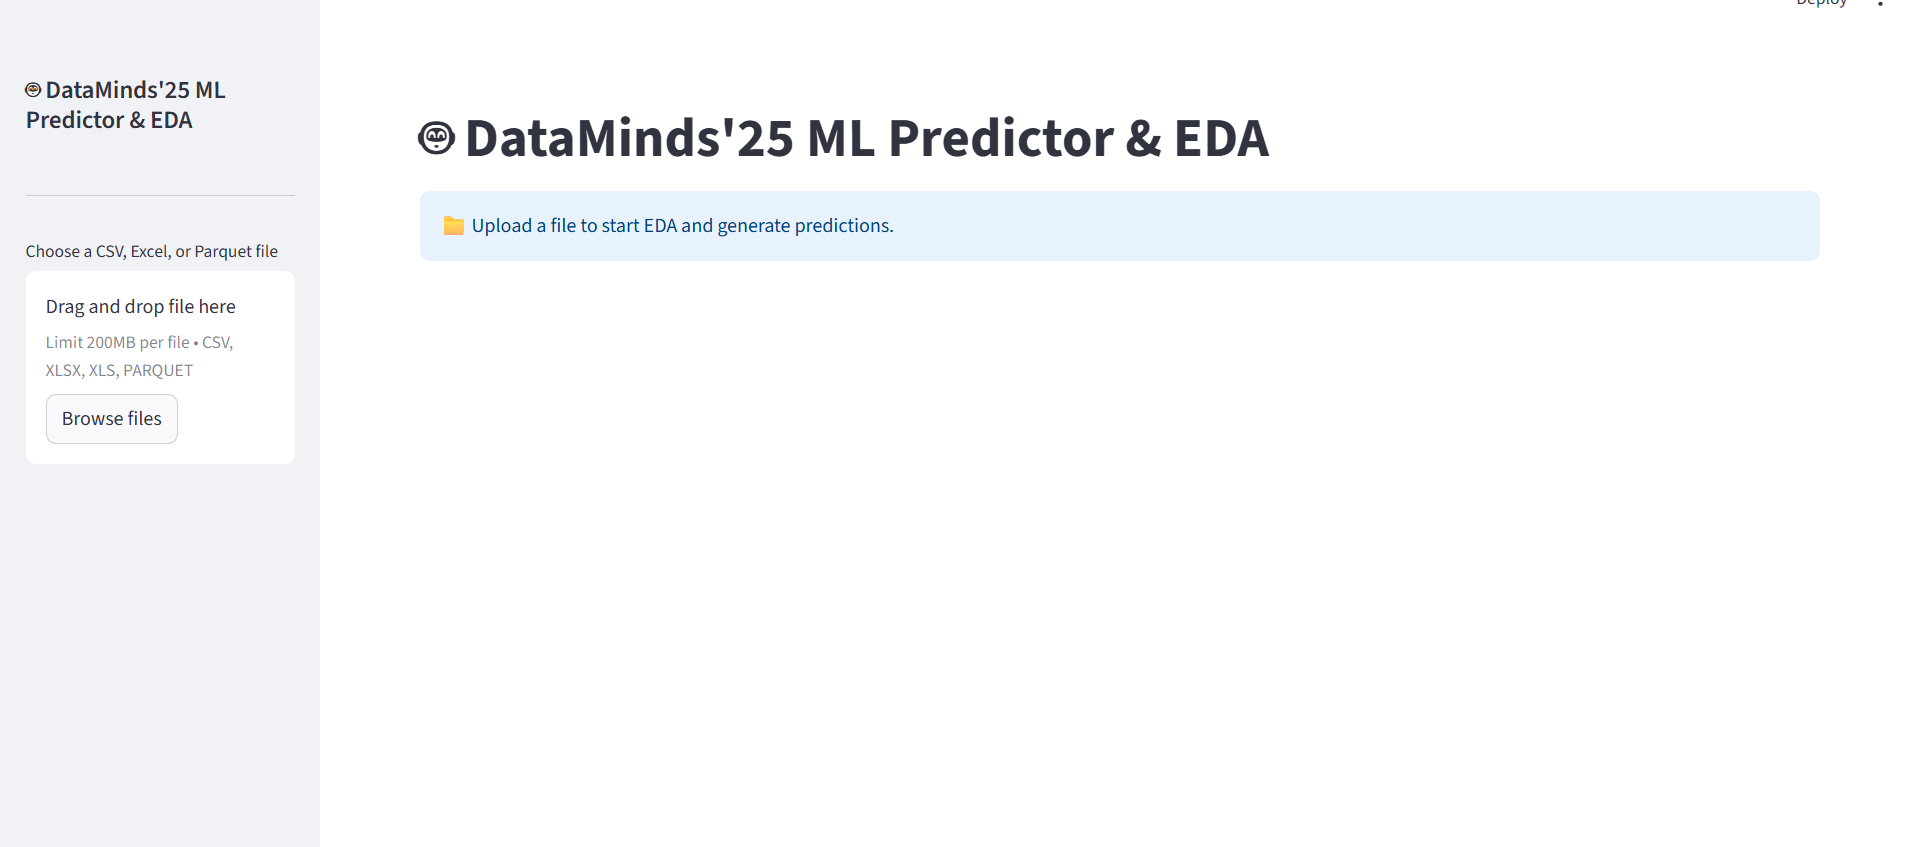 Deploy
DataMinds'25 ML
Predictor & EDA
Choose a CSV, Excel, or Parquet file
Drag and drop file here
Limit 200MB per file • CSV,
XLSX, XLS, PARQUET
Browse files
DataMinds'25 ML Predictor & EDA
Upload a file to start EDA and generate predictions.